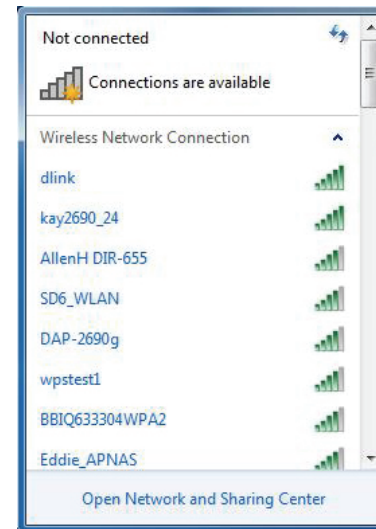 Not connected
Connections are available
Wireless Network Connection
dlink
kay2690_24
AllenH DIR-655
SD6_WLAN
DAP-2690g
wpstest1
BBIQ633304WPA2
Eddie_APNAS
Open Network and Sharing Center